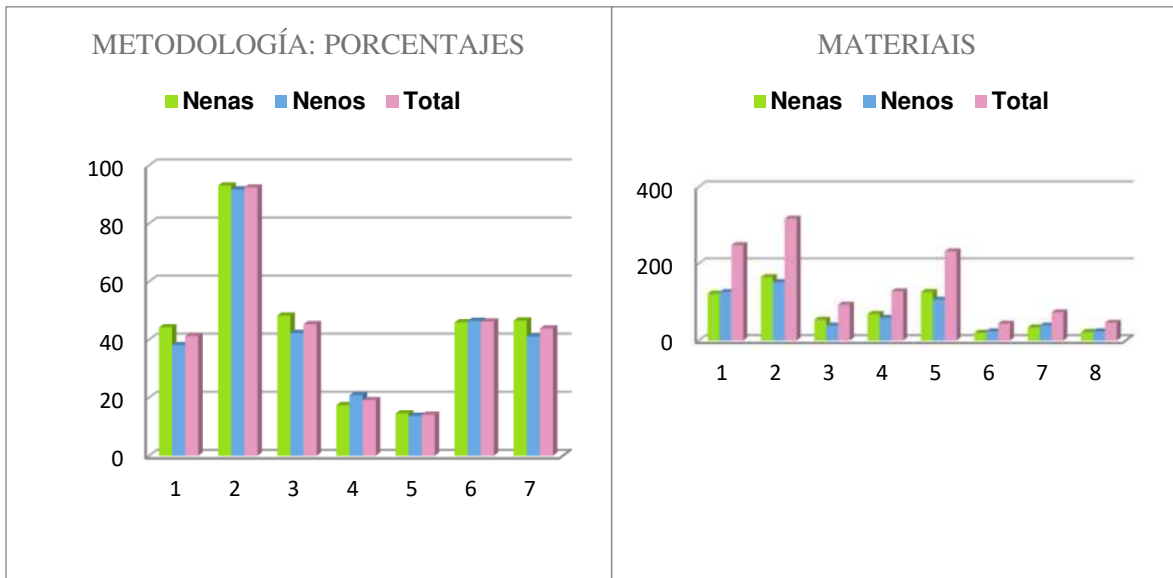 METODOLOGÍA: PORCENTAJES
Nenas Nenos Total
100
80
60
40
20
0
1 2 3 4 5 6 7
MATERIAIS
Nenas Nenos Total
400
200
0
1 2 3 4 5 6 7 8